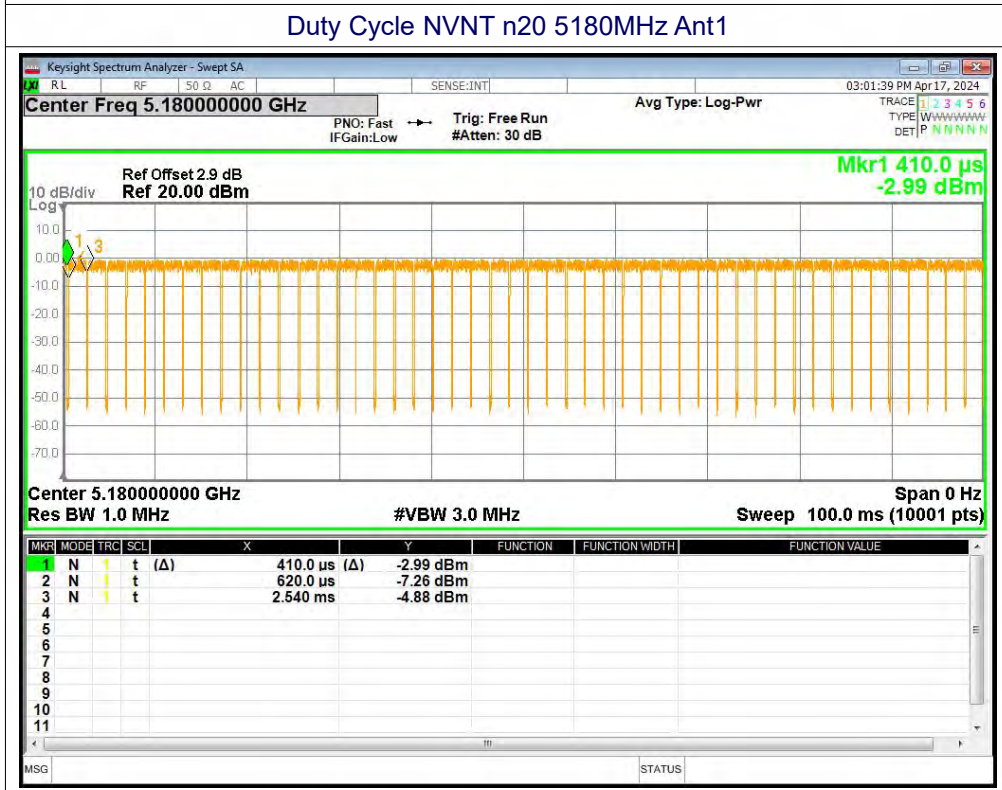 Duty Cycle NVNT n20 5180MHz Ant1
Keysight Spectrum Analyzer - Swept SA
LXI RL RF 50 Ω AC SENSE:INT 03:01:39 PM Apr 17, 2024
Center Freq 5.180000000 GHz Avg Type: Log-Pwr TRACE 1 2 3 4 5 6
PNO: Fast Trig: Free Run TYPE WWWWWW
IFGain:Low #Atten: 30 dB DET P N N N N N
Mkr1 410.0 µs
Ref Offset 2.9 dB -2.99 dBm
10 dB/div Ref 20.00 dBm
Log
10.0
1 3
0.00
-10.0
-20.0
-30.0
-40.0
-50.0
-60.0
-70.0
Center 5.180000000 GHz Span 0 Hz
Res BW 1.0 MHz #VBW 3.0 MHz Sweep 100.0 ms (10001 pts)
MKR MODE TRC SCL X Y FUNCTION FUNCTION WIDTH FUNCTION VALUE
1 N 1 t (Δ) 410.0 µs (Δ) -2.99 dBm
2 N 1 t 620.0 µs -7.26 dBm
3 N 1 t 2.540 ms -4.88 dBm
4
5
6
7
8
9
10
11
MSG STATUS